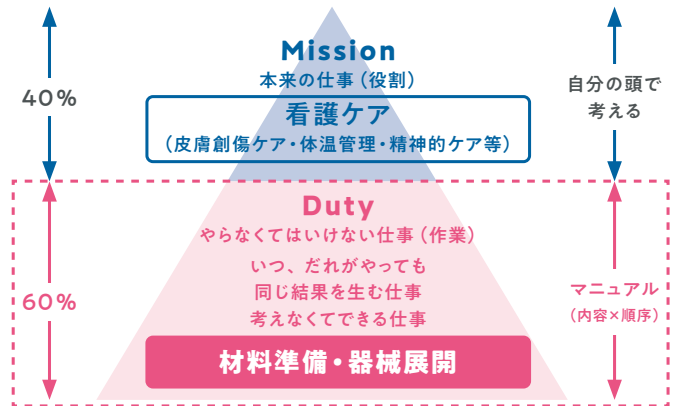 Mission
本来の仕事（役割）
40%
自分の頭で
考える
看護ケア
（皮膚創傷ケア・体温管理・精神的ケア等）
Duty
やらなくてはいけない仕事（作業）
いつ、だれがやっても
同じ結果を生む仕事
考えなくてできる仕事
60%
マニュアル
（内容×順序）
材料準備・器械展開